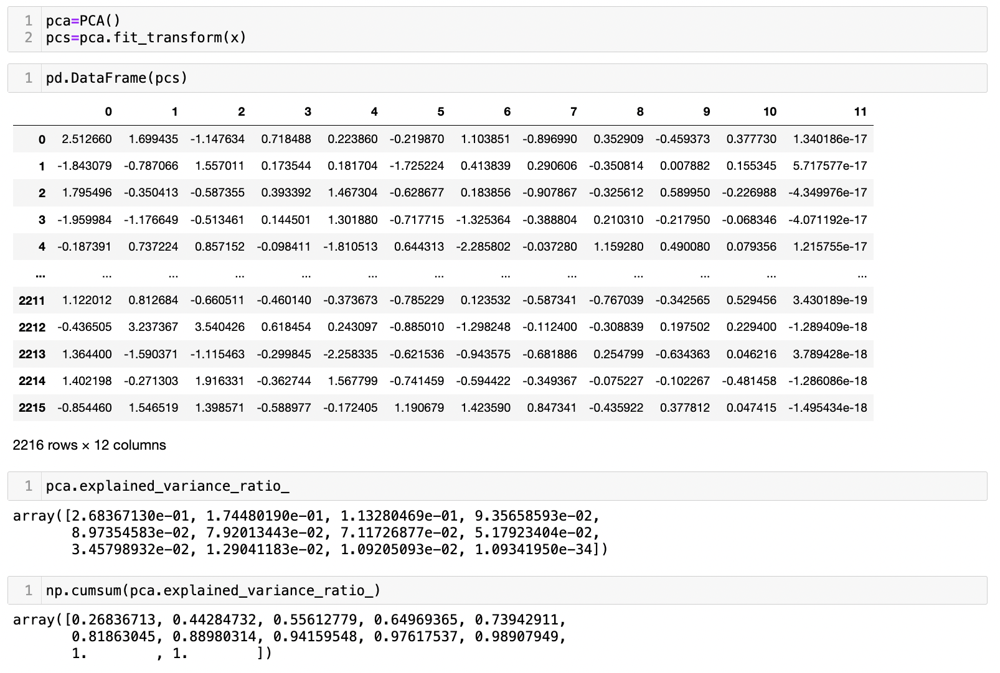 1 pca=PCA()
2 pcs=pca.fit_transform(x)
1 pd.DataFrame(pcs)
0 1 2 3 4 5 6 7 8 9 10 11
0 2.512660 1.699435 -1.147634 0.718488 0.223860 -0.219870 1.103851 -0.896990 0.352909 -0.459373 0.377730 1.340186e-17
1 -1.843079 -0.787066 1.557011 0.173544 0.181704 -1.725224 0.413839 0.290606 -0.350814 0.007882 0.155345 5.717577e-17
2 1.795496 -0.350413 -0.587355 0.393392 1.467304 -0.628677 0.183856 -0.907867 -0.325612 0.589950 -0.226988 -4.349976e-17
3 -1.959984 -1.176649 -0.513461 0.144501 1.301880 -0.717715 -1.325364 -0.388804 0.210310 -0.217950 -0.068346 -4.071192e-17
4 -0.187391 0.737224 0.857152 -0.098411 -1.810513 0.644313 -2.285802 -0.037280 1.159280 0.490080 0.079356 1.215755e-17
... ... ... ... ... ... ... ... ... ... ... ... ...
2211 1.122012 0.812684 -0.660511 -0.460140 -0.373673 -0.785229 0.123532 -0.587341 -0.767039 -0.342565 0.529456 3.430189e-19
2212 -0.436505 3.237367 3.540426 0.618454 0.243097 -0.885010 -1.298248 -0.112400 -0.308839 0.197502 0.229400 -1.289409e-18
2213 1.364400 -1.590371 -1.115463 -0.299845 -2.258335 -0.621536 -0.943575 -0.681886 0.254799 -0.634363 0.046216 3.789428e-18
2214 1.402198 -0.271303 1.916331 -0.362744 1.567799 -0.741459 -0.594422 -0.349367 -0.075227 -0.102267 -0.481458 -1.286086e-18
2215 -0.854460 1.546519 1.398571 -0.588977 -0.172405 1.190679 1.423590 0.847341 -0.435922 0.377812 0.047415 -1.495434e-18
2216 rows × 12 columns
1 pca.explained_variance_ratio_
array([2.68367130e-01, 1.74480190e-01, 1.13280469e-01, 9.35658593e-02,
8.97354583e-02, 7.92013443e-02, 7.11726877e-02, 5.17923404e-02,
3.45798932e-02, 1.29041183e-02, 1.09205093e-02, 1.09341950e-34])
1 np.cumsum(pca.explained_variance_ratio_)
array([0.26836713, 0.44284732, 0.55612779, 0.64969365, 0.73942911,
0.81863045, 0.88980314, 0.94159548, 0.97617537, 0.98907949,
1.        , 1.        ])